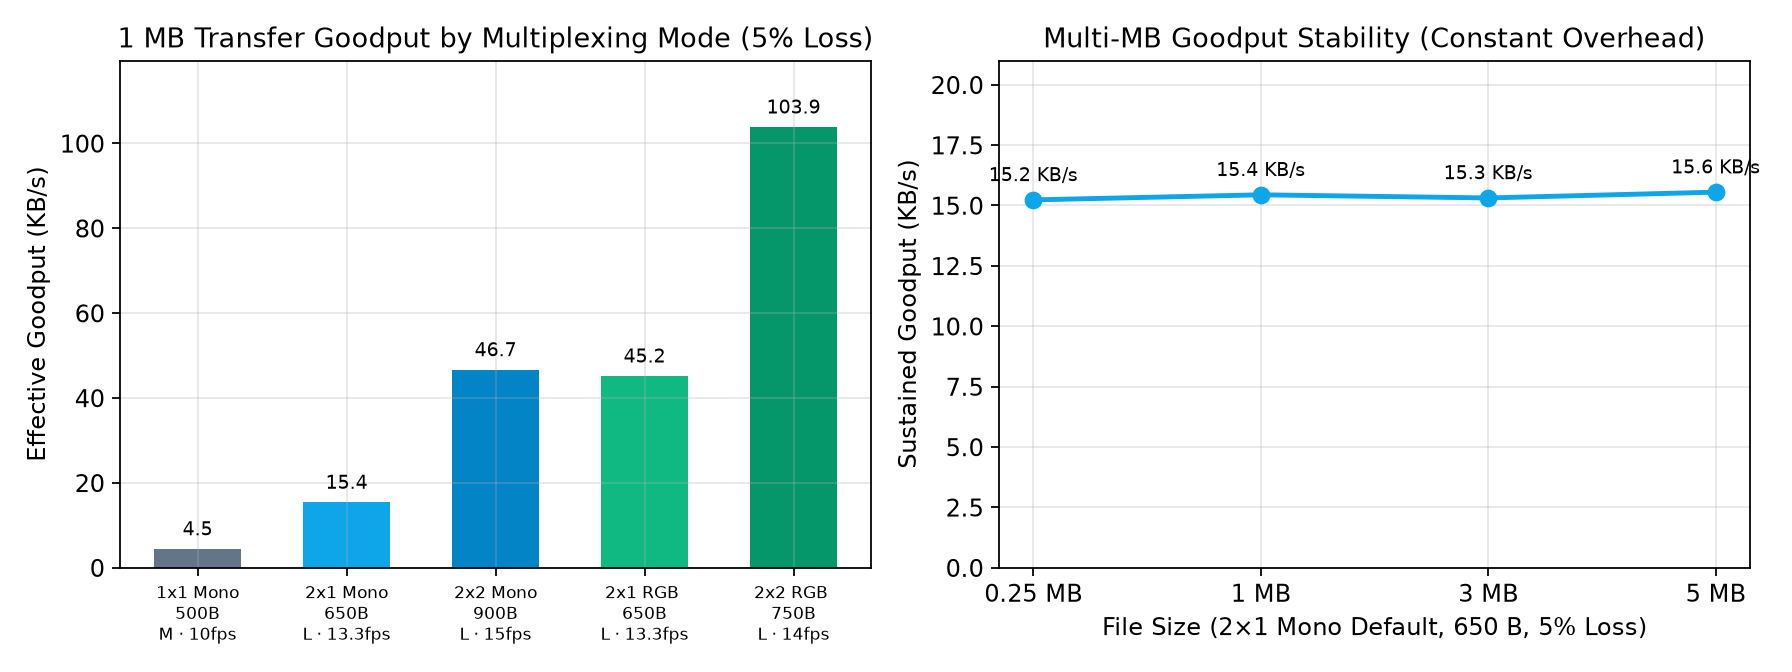 1 MB Transfer Goodput by Multiplexing Mode (5% Loss)
Effective Goodput (KB/s)
100
80
60
40
20
0
4.5
15.4
46.7
45.2
103.9
1x1 Mono
500B
M · 10fps
2x1 Mono
650B
L · 13.3fps
2x2 Mono
900B
L · 15fps
2x1 RGB
650B
L · 13.3fps
2x2 RGB
750B
L · 14fps
Multi-MB Goodput Stability (Constant Overhead)
Sustained Goodput (KB/s)
20.0
17.5
15.0
12.5
10.0
7.5
5.0
2.5
0.0
15.2 KB/s
15.4 KB/s
15.3 KB/s
15.6 KB/s
0.25 MB
1 MB
3 MB
5 MB
File Size (2×1 Mono Default, 650 B, 5% Loss)